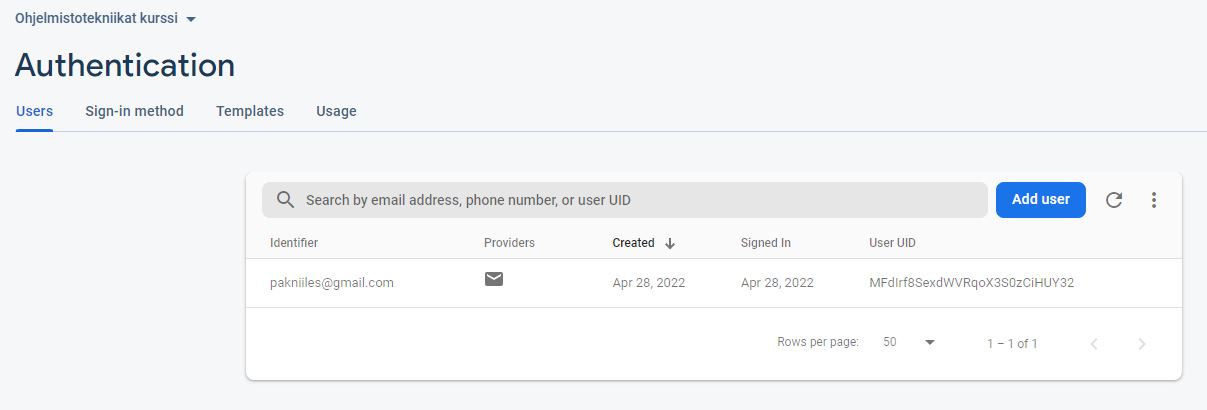 Ohjelmistotekniikat kurssi
Authentication
Users Sign-in method Templates Usage
Search by email address, phone number, or user UID Add user
Identifier Providers Created Signed In User UID
pakniiles@gmail.com Apr 28, 2022 Apr 28, 2022 MFdIrf8SexdWVRqoX3S0zCiHUY32
Rows per page: 50 1 – 1 of 1